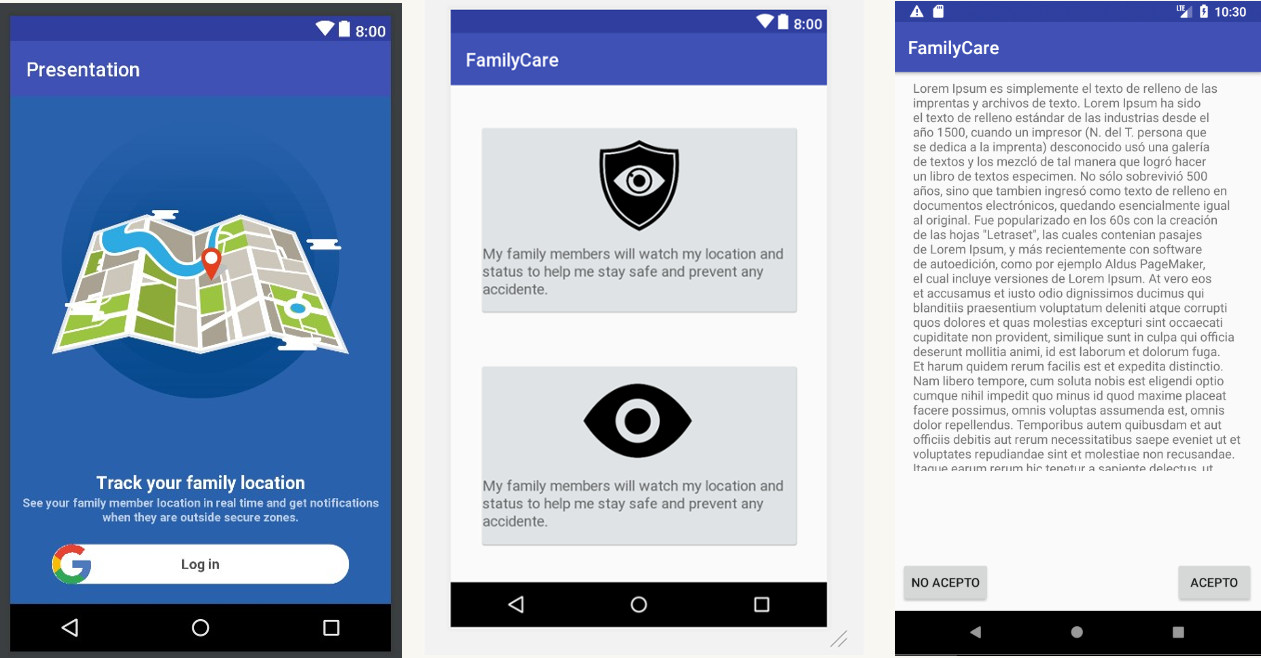 8:00
Presentation
Track your family location
See your family member location in real time and get notifications
when they are outside secure zones.
Log in
8:00
FamilyCare
My family members will watch my location and
status to help me stay safe and prevent any
accidente.
My family members will watch my location and
status to help me stay safe and prevent any
accidente.
LTE 10:30
FamilyCare
Lorem Ipsum es simplemente el texto de relleno de las
imprentas y archivos de texto. Lorem Ipsum ha sido
el texto de relleno estándar de las industrias desde el
año 1500, cuando un impresor (N. del T. persona que
se dedica a la imprenta) desconocido usó una galería
de textos y los mezcló de tal manera que logró hacer
un libro de textos especimen. No sólo sobrevivió 500
años, sino que tambien ingresó como texto de relleno en
documentos electrónicos, quedando esencialmente igual
al original. Fue popularizado en los 60s con la creación
de las hojas "Letraset", las cuales contenian pasajes
de Lorem Ipsum, y más recientemente con software
de autoedición, como por ejemplo Aldus PageMaker,
el cual incluye versiones de Lorem Ipsum. At vero eos
et accusamus et iusto odio dignissimos ducimus qui
blanditiis praesentium voluptatum deleniti atque corrupti
quos dolores et quas molestias excepturi sint occaecati
cupiditate non provident, similique sunt in culpa qui officia
deserunt mollitia animi, id est laborum et dolorum fuga.
Et harum quidem rerum facilis est et expedita distinctio.
Nam libero tempore, cum soluta nobis est eligendi optio
cumque nihil impedit quo minus id quod maxime placeat
facere possimus, omnis voluptas assumenda est, omnis
dolor repellendus. Temporibus autem quibusdam et aut
officiis debitis aut rerum necessitatibus saepe eveniet ut et
voluptates repudiandae sint et molestiae non recusandae.
Itaque earum rerum hic tenetur a sapiente delectus, ut
NO ACEPTO
ACEPTO